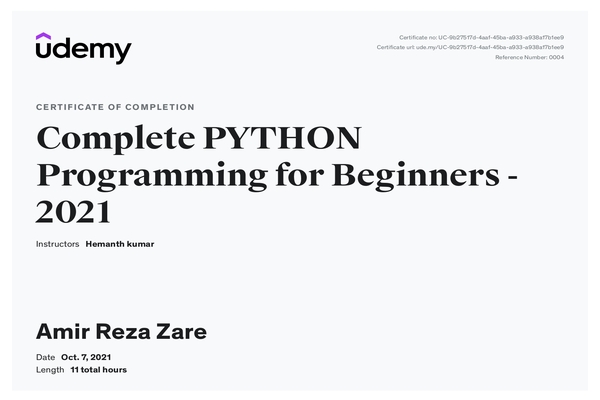 udemy
Certificate no: UC-9b27517d-4aaf-45ba-a933-a938af7b1ee9
Certificate url: ude.my/UC-9b27517d-4aaf-45ba-a933-a938af7b1ee9
Reference Number: 0004
CERTIFICATE OF COMPLETION
Complete PYTHON
Programming for Beginners -
2021
Instructors Hemanth kumar
Amir Reza Zare
Date Oct. 7, 2021
Length 11 total hours